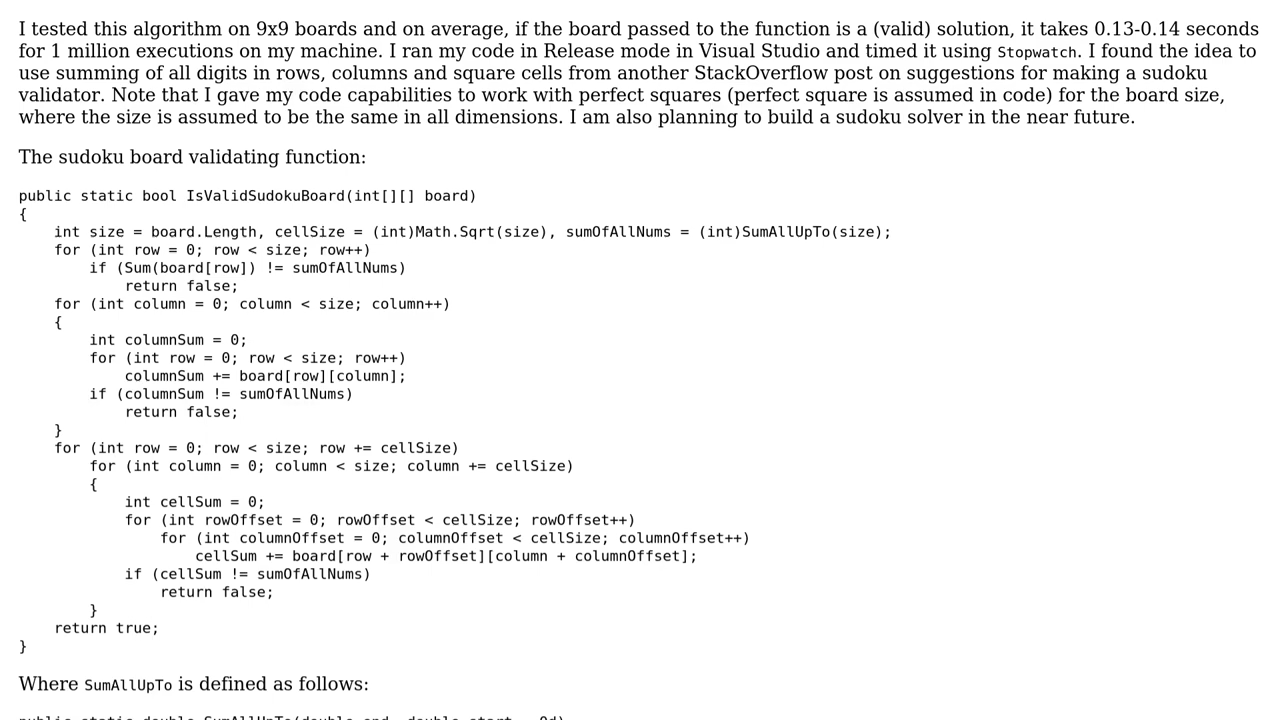 I tested this algorithm on 9x9 boards and on average, if the board passed to the function is a (valid) solution, it takes 0.13-0.14 seconds
for 1 million executions on my machine. I ran my code in Release mode in Visual Studio and timed it using Stopwatch. I found the idea to
use summing of all digits in rows, columns and square cells from another StackOverflow post on suggestions for making a sudoku
validator. Note that I gave my code capabilities to work with perfect squares (perfect square is assumed in code) for the board size,
where the size is assumed to be the same in all dimensions. I am also planning to build a sudoku solver in the near future.
The sudoku board validating function:
public static bool IsValidSudokuBoard(int[][] board)
{
    int size = board.Length, cellSize = (int)Math.Sqrt(size), sumOfAllNums = (int)SumAllUpTo(size);
    for (int row = 0; row < size; row++)
        if (Sum(board[row]) != sumOfAllNums)
            return false;
    for (int column = 0; column < size; column++)
    {
        int columnSum = 0;
        for (int row = 0; row < size; row++)
            columnSum += board[row][column];
        if (columnSum != sumOfAllNums)
            return false;
    }
    for (int row = 0; row < size; row += cellSize)
        for (int column = 0; column < size; column += cellSize)
        {
            int cellSum = 0;
            for (int rowOffset = 0; rowOffset < cellSize; rowOffset++)
                for (int columnOffset = 0; columnOffset < cellSize; columnOffset++)
                    cellSum += board[row + rowOffset][column + columnOffset];
            if (cellSum != sumOfAllNums)
                return false;
        }
    return true;
}
Where SumAllUpTo is defined as follows:
public static double SumAllUpTo(double end, double start = 0d)